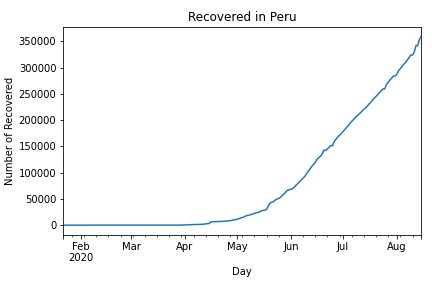 Recovered in Peru
Number of Recovered
350000
300000
250000
200000
150000
100000
50000
0
Feb Mar Apr May Jun Jul Aug
2020
Day